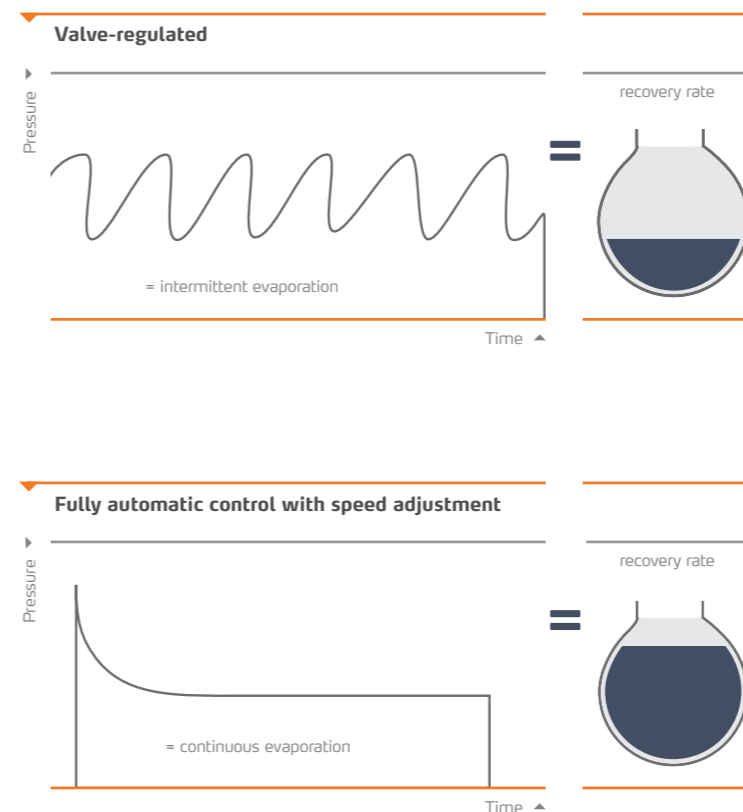 Valve-regulated
Pressure
recovery rate
= intermittent evaporation
Time
Fully automatic control with speed adjustment
Pressure
recovery rate
= continuous evaporation
Time